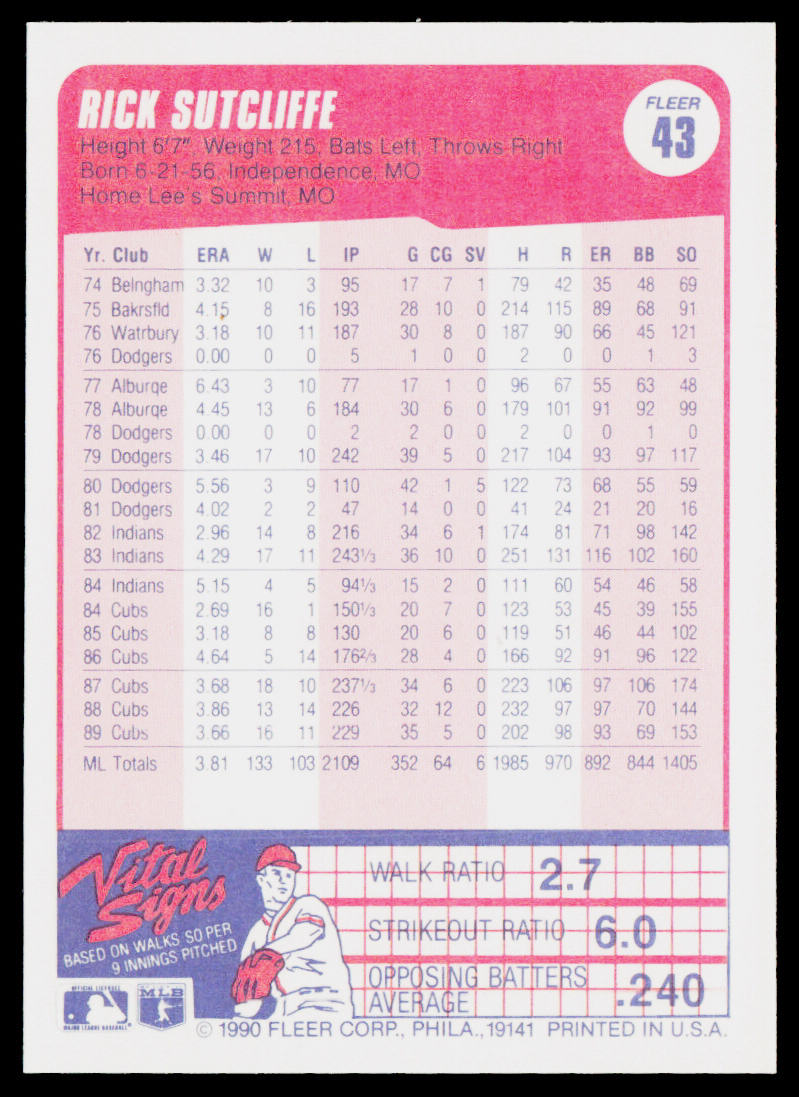 RICK SUTCLIFFE
FLEER
43
Height 6'7", Weight 215, Bats Left, Throws Right
Born 6-21-56, Independence, MO
Home Lee's Summit, MO
Yr. Club ERA W L IP G CG SV H R ER BB SO
74 Belngham 3.32 10 3 95 17 7 1 79 42 35 48 69
75 Bakrsfld 4.15 8 16 193 28 10 0 214 115 89 68 91
76 Watrbury 3.18 10 11 187 30 8 0 187 90 66 45 121
76 Dodgers 0.00 0 0 5 1 0 0 2 0 0 1 3
77 Alburqe 6.43 3 10 77 17 1 0 96 67 55 63 48
78 Alburqe 4.45 13 6 184 30 6 0 179 101 91 92 99
78 Dodgers 0.00 0 0 2 2 0 0 2 0 0 1 0
79 Dodgers 3.46 17 10 242 39 5 0 217 104 93 97 117
80 Dodgers 5.56 3 9 110 42 1 5 122 73 68 55 59
81 Dodgers 4.02 2 2 47 14 0 0 41 24 21 20 16
82 Indians 2.96 14 8 216 34 6 1 174 81 71 98 142
83 Indians 4.29 17 11 243⅓ 36 10 0 251 131 116 102 160
84 Indians 5.15 4 5 94⅓ 15 2 0 111 60 54 46 58
84 Cubs 2.69 16 1 150⅓ 20 7 0 123 53 45 39 155
85 Cubs 3.18 8 8 130 20 6 0 119 51 46 44 102
86 Cubs 4.64 5 14 176⅔ 28 4 0 166 92 91 96 122
87 Cubs 3.68 18 10 237⅓ 34 6 0 223 106 97 106 174
88 Cubs 3.86 13 14 226 32 12 0 232 97 97 70 144
89 Cubs 3.66 16 11 229 35 5 0 202 98 93 69 153
ML Totals 3.81 133 103 2109 352 64 6 1985 970 892 844 1405
Vital
Signs
BASED ON WALKS SO PER
9 INNINGS PITCHED
WALK RATIO 2.7
STRIKEOUT RATIO 6.0
OPPOSING BATTERS
AVERAGE .240
OFFICIAL LICENSEE
MAJOR LEAGUE BASEBALL
MLB
© 1990 FLEER CORP., PHILA., 19141 PRINTED IN U.S.A.